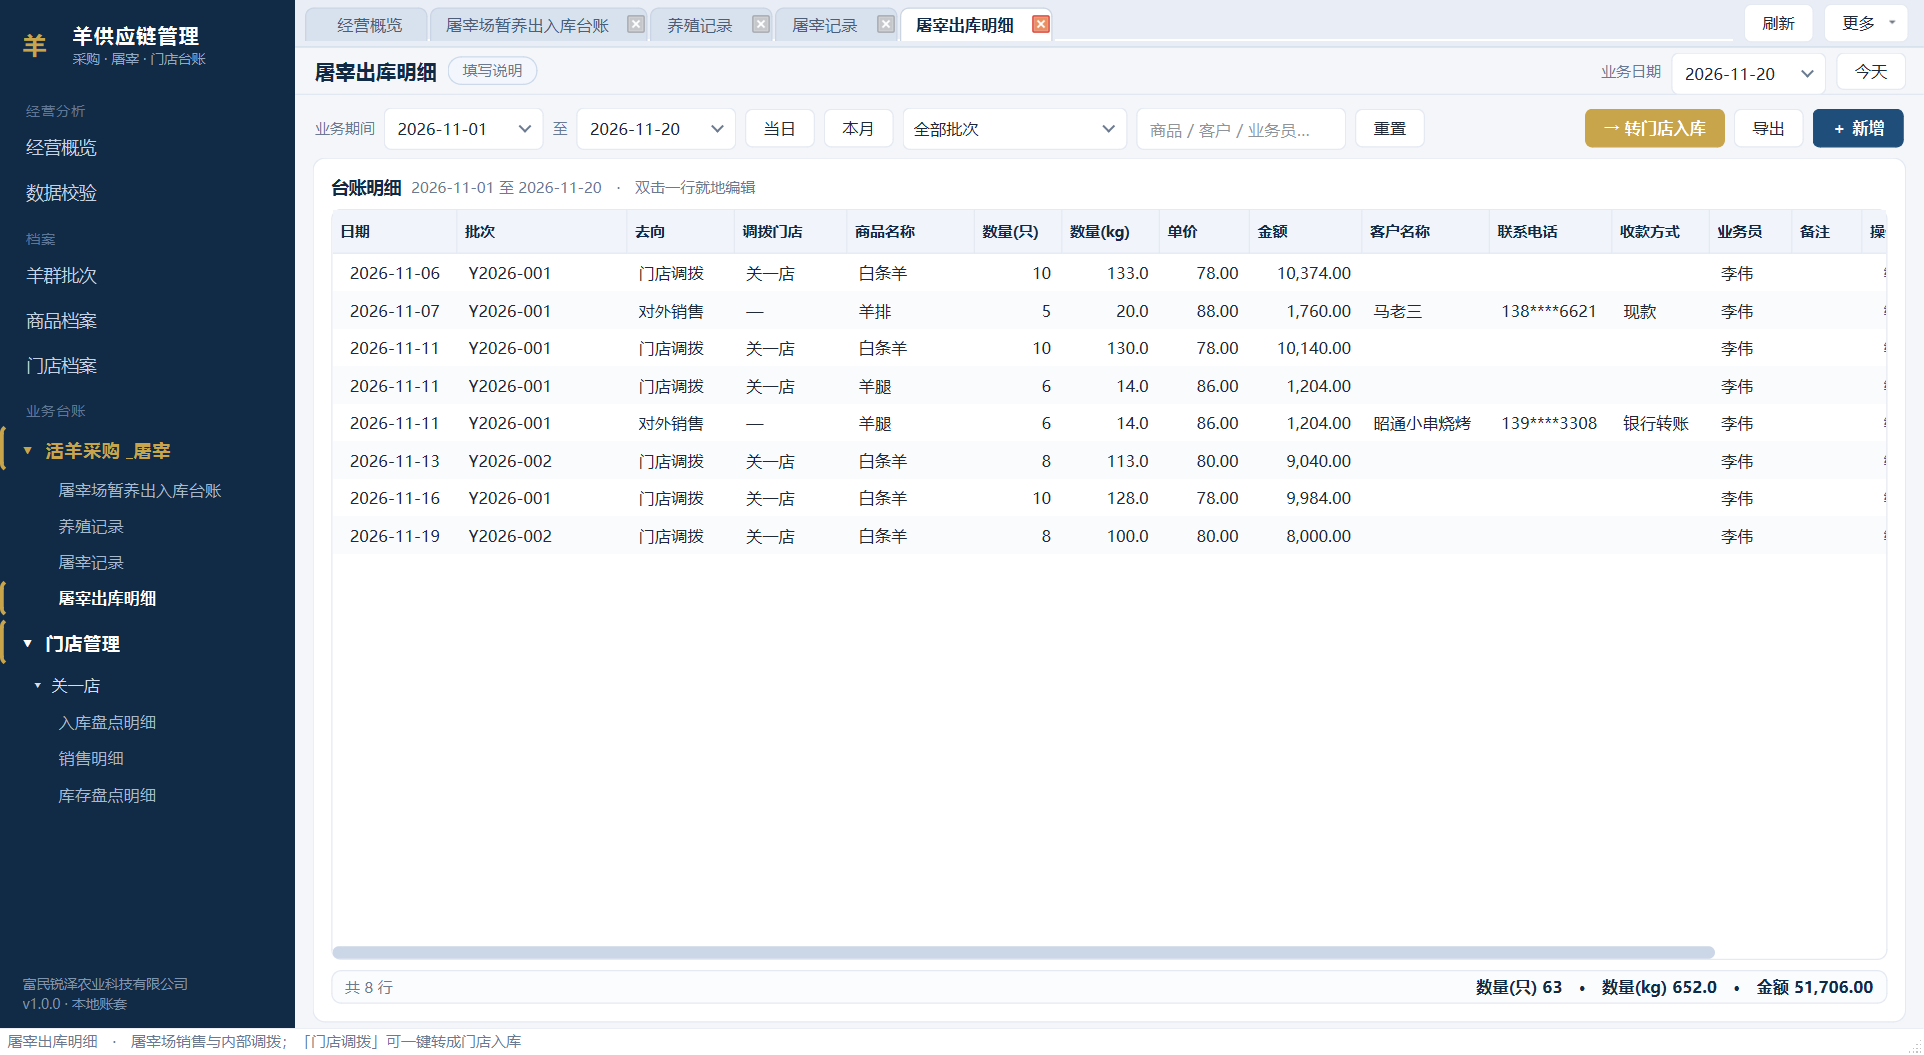 羊 羊供应链管理
采购 · 屠宰 · 门店台账
经营分析
经营概览
数据校验
档案
羊群批次
商品档案
门店档案
业务台账
活羊采购 _屠宰
屠宰场暂养出入库台账
养殖记录
屠宰记录
屠宰出库明细
门店管理
关一店
入库盘点明细
销售明细
库存盘点明细
富民锐泽农业科技有限公司
v1.0.0 · 本地账套
经营概览 屠宰场暂养出入库台账 养殖记录 屠宰记录 屠宰出库明细 刷新 更多
屠宰出库明细 填写说明 业务日期 2026-11-20 今天
业务期间 2026-11-01 至 2026-11-20 当日 本月 全部批次 商品 / 客户 / 业务员... 重置 → 转门店入库 导出 + 新增
台账明细 2026-11-01 至 2026-11-20 · 双击一行就地编辑
日期 批次 去向 调拨门店 商品名称 数量(只) 数量(kg) 单价 金额 客户名称 联系电话 收款方式 业务员 备注 操
2026-11-06 Y2026-001 门店调拨 关一店 白条羊 10 133.0 78.00 10,374.00 李伟
2026-11-07 Y2026-001 对外销售 — 羊排 5 20.0 88.00 1,760.00 马老三 138****6621 现款 李伟
2026-11-11 Y2026-001 门店调拨 关一店 白条羊 10 130.0 78.00 10,140.00 李伟
2026-11-11 Y2026-001 门店调拨 关一店 羊腿 6 14.0 86.00 1,204.00 李伟
2026-11-11 Y2026-001 对外销售 — 羊腿 6 14.0 86.00 1,204.00 昭通小串烧烤 139****3308 银行转账 李伟
2026-11-13 Y2026-002 门店调拨 关一店 白条羊 8 113.0 80.00 9,040.00 李伟
2026-11-16 Y2026-001 门店调拨 关一店 白条羊 10 128.0 78.00 9,984.00 李伟
2026-11-19 Y2026-002 门店调拨 关一店 白条羊 8 100.0 80.00 8,000.00 李伟
共 8 行 数量(只) 63 • 数量(kg) 652.0 • 金额 51,706.00
屠宰出库明细 · 屠宰场销售与内部调拨；「门店调拨」可一键转成门店入库